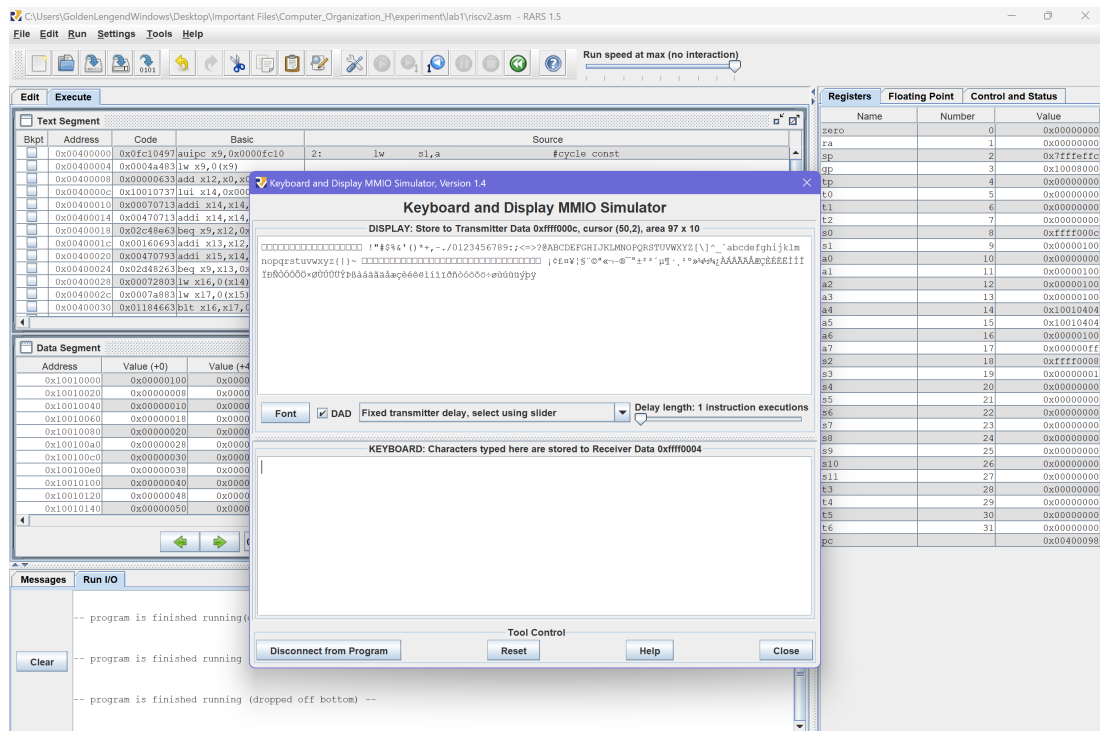 C:\Users\GoldenLengendWindows\Desktop\Important Files\Computer_Organization_H\experiment\lab1\riscv2.asm - RARS 1.5
File Edit Run Settings Tools Help
Run speed at max (no interaction)
Edit Execute
Text Segment
Bkpt Address Code Basic Source
0x00400000 0x0fc10497 auipc x9,0x0000fc10 2: lw s1,a #cycle const
0x00400004 0x0004a483 lw x9,0(x9)
0x00400008 0x00000633 add x12,x0,x0
0x0040000c 0x10010737 lui x14,0x000
0x00400010 0x00070713 addi x14,x14,
0x00400014 0x00470713 addi x14,x14,
0x00400018 0x02c48e63 beq x9,x12,0x
0x0040001c 0x00160693 addi x13,x12,
0x00400020 0x00470793 addi x15,x14,
0x00400024 0x02d48263 beq x9,x13,0x
0x00400028 0x00072803 lw x16,0(x14)
0x0040002c 0x0007a883 lw x17,0(x15)
0x00400030 0x01184663 blt x16,x17,0
Data Segment
Address Value (+0) Value (+4
0x10010000 0x00000100 0x0000
0x10010020 0x00000008 0x0000
0x10010040 0x00000010 0x0000
0x10010060 0x00000018 0x0000
0x10010080 0x00000020 0x0000
0x100100a0 0x00000028 0x0000
0x100100c0 0x00000030 0x0000
0x100100e0 0x00000038 0x0000
0x10010100 0x00000040 0x0000
0x10010120 0x00000048 0x0000
0x10010140 0x00000050 0x0000
Messages Run I/O
-- program is finished running(
Clear
-- program is finished running
-- program is finished running (dropped off bottom) --
Keyboard and Display MMIO Simulator, Version 1.4
Keyboard and Display MMIO Simulator
DISPLAY: Store to Transmitter Data 0xffff000c, cursor (50,2), area 97 x 10
!"#$%&'()*+,-./0123456789:;<=>?@ABCDEFGHIJKLMNOPQRSTUVWXYZ[\]^_`abcdefghijklm
nopqrstuvwxyz{|}~ ¡¢£¤¥¦§¨©ª«¬-®¯°±²³´µ¶·¸¹º»¼½¾¿ÀÁÂÃÄÅÆÇÈÉÊËÌÍÎ
ÏÐÑÒÓÔÕÖ×ØÙÚÛÜÝÞßàáâãäåæçèéêëìíîïðñòóôõö÷øùúûüýþÿ
Font DAD Fixed transmitter delay, select using slider Delay length: 1 instruction executions
KEYBOARD: Characters typed here are stored to Receiver Data 0xffff0004
Tool Control
Disconnect from Program Reset Help Close
Registers Floating Point Control and Status
Name Number Value
zero 0 0x00000000
ra 1 0x00000000
sp 2 0x7fffeffc
gp 3 0x10008000
tp 4 0x00000000
t0 5 0x00000000
t1 6 0x00000000
t2 7 0x00000000
s0 8 0xffff000c
s1 9 0x00000100
a0 10 0x00000000
a1 11 0x00000100
a2 12 0x00000100
a3 13 0x00000100
a4 14 0x10010404
a5 15 0x10010404
a6 16 0x00000100
a7 17 0x000000ff
s2 18 0xffff0008
s3 19 0x00000001
s4 20 0x00000000
s5 21 0x00000000
s6 22 0x00000000
s7 23 0x00000000
s8 24 0x00000000
s9 25 0x00000000
s10 26 0x00000000
s11 27 0x00000000
t3 28 0x00000000
t4 29 0x00000000
t5 30 0x00000000
t6 31 0x00000000
pc 0x00400098